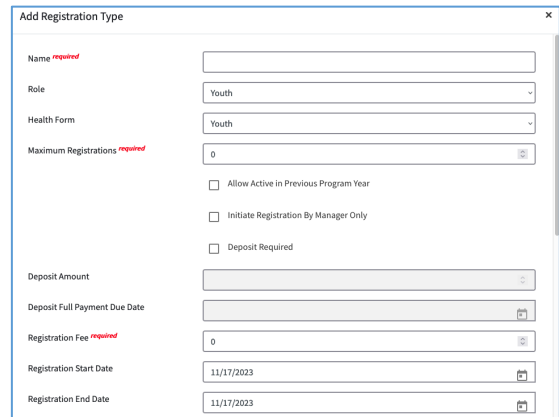 Add Registration Type ×
Name required
Role Youth
Health Form Youth
Maximum Registrations required 0
Allow Active in Previous Program Year
Initiate Registration By Manager Only
Deposit Required
Deposit Amount
Deposit Full Payment Due Date
Registration Fee required 0
Registration Start Date 11/17/2023
Registration End Date 11/17/2023